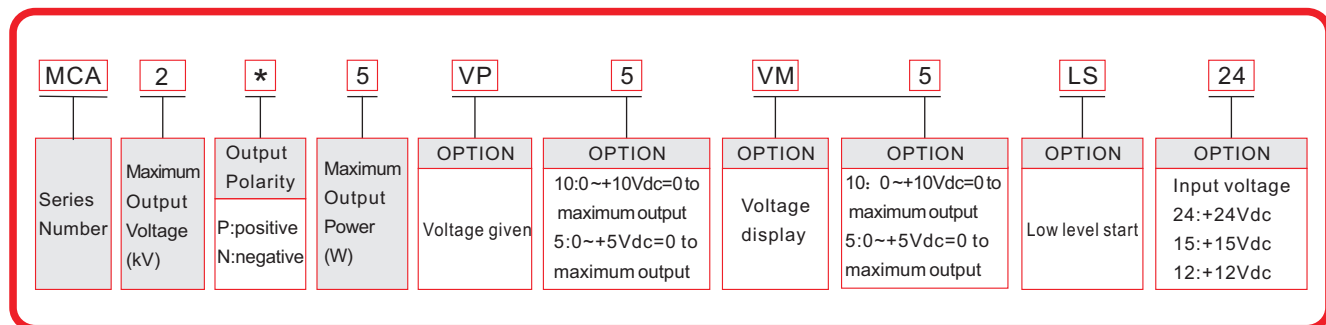 MCA 2 * 5 VP 5 VM 5 LS 24
Series
Number
Maximum
Output
Voltage
(kV)
Output
Polarity
P:positive
N:negative
Maximum
Output
Power
(W)
OPTION
Voltage given
OPTION
10:0~+10Vdc=0 to
maximum output
5:0~+5Vdc=0 to
maximum output
OPTION
Voltage
display
OPTION
10: 0~+10Vdc=0 to
maximum output
5:0~+5Vdc=0 to
maximum output
OPTION
Low level start
OPTION
Input voltage
24:+24Vdc
15:+15Vdc
12:+12Vdc